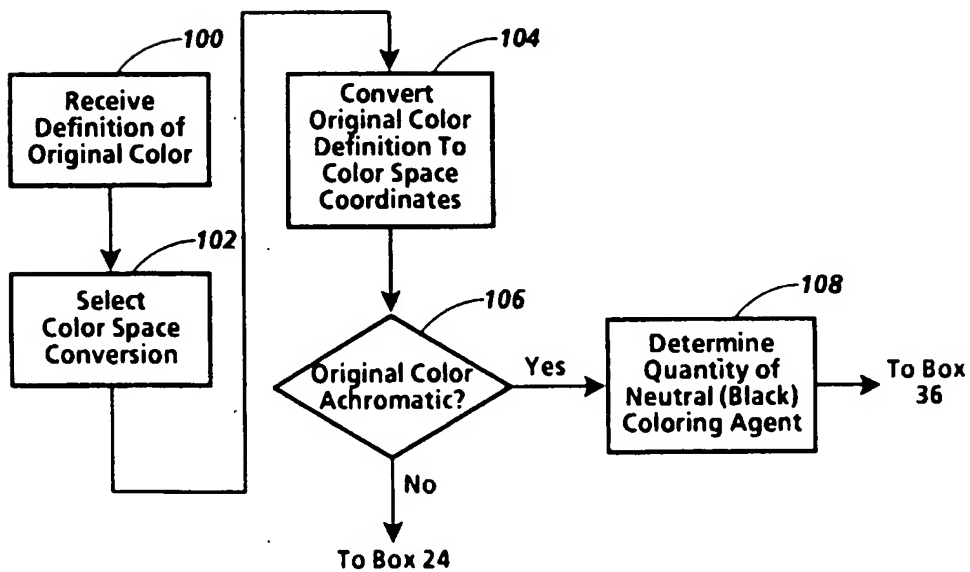 100
Receive
Definition of
Original Color
102
Select
Color Space
Conversion
104
Convert
Original Color
Definition To
Color Space
Coordinates
106
Original Color
Achromatic?
Yes
No
To Box 24
108
Determine
Quantity of
Neutral (Black)
Coloring Agent
To Box
36